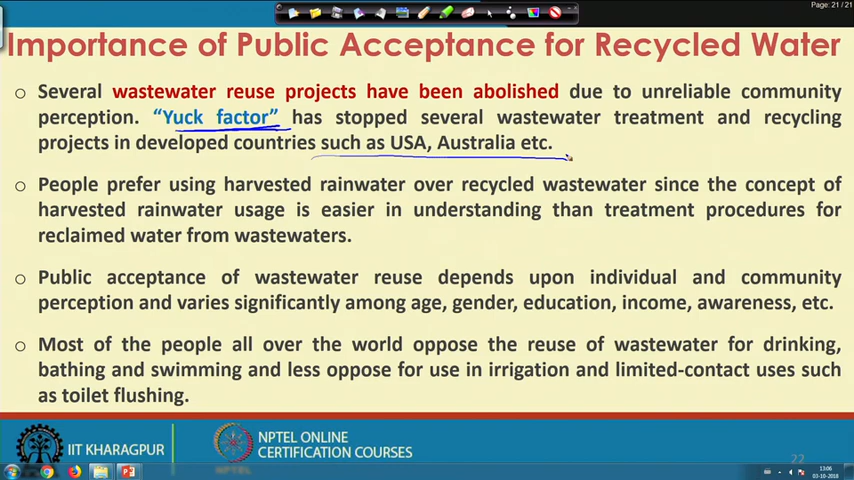 Page: 21 / 21
Importance of Public Acceptance for Recycled Water
o Several wastewater reuse projects have been abolished due to unreliable community
perception. “Yuck factor” has stopped several wastewater treatment and recycling
projects in developed countries such as USA, Australia etc.
o People prefer using harvested rainwater over recycled wastewater since the concept of
harvested rainwater usage is easier in understanding than treatment procedures for
reclaimed water from wastewaters.
o Public acceptance of wastewater reuse depends upon individual and community
perception and varies significantly among age, gender, education, income, awareness, etc.
o Most of the people all over the world oppose the reuse of wastewater for drinking,
bathing and swimming and less oppose for use in irrigation and limited-contact uses such
as toilet flushing.
IIT KHARAGPUR
NPTEL ONLINE
CERTIFICATION COURSES
NPTEL
22
13:06
03-10-2018